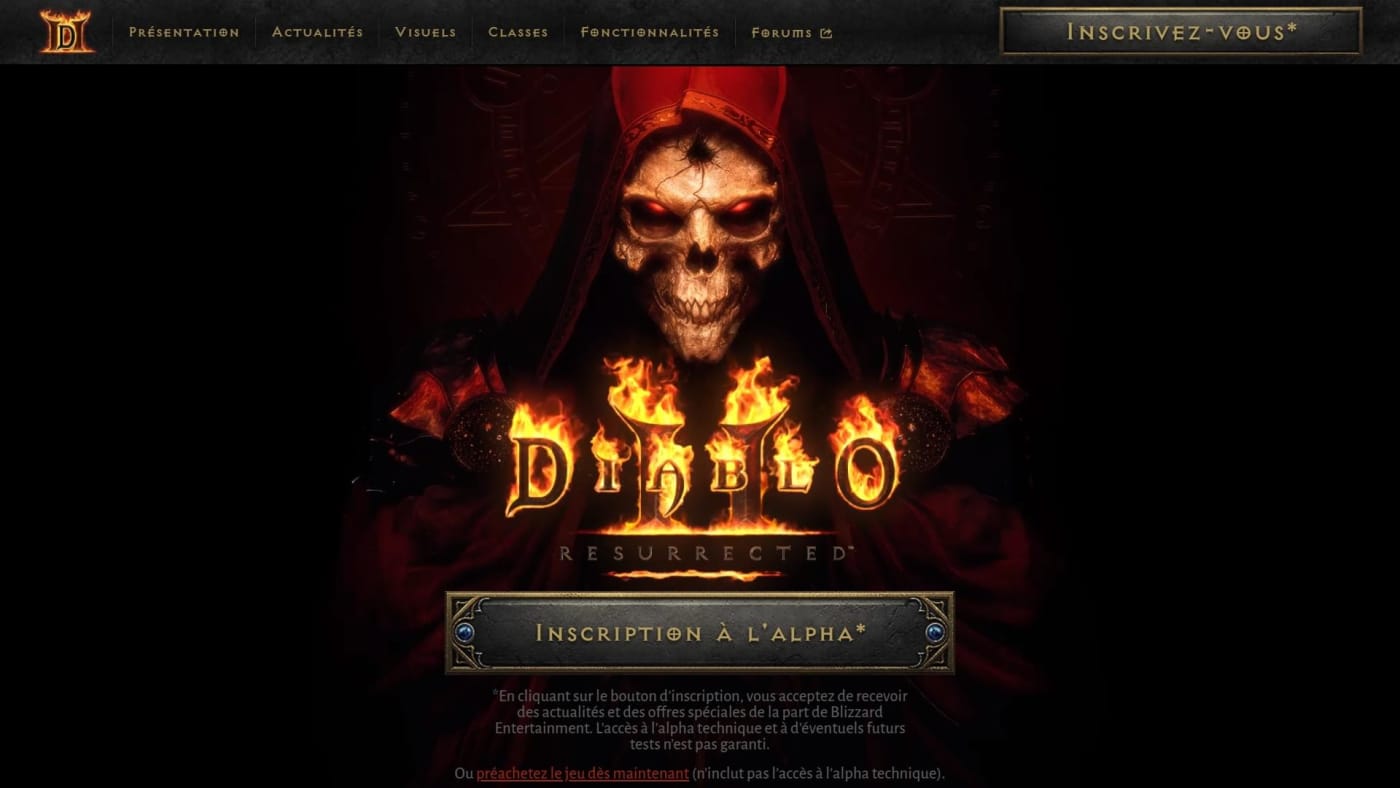 Présentation
Actualités
Visuels
Classes
Fonctionnalités
Forums
Inscrivez-vous*
DIABLO
II
RESURRECTED™
Inscription à l'alpha*
*En cliquant sur le bouton d'inscription, vous acceptez de recevoir
des actualités et des offres spéciales de la part de Blizzard
Entertainment. L'accès à l'alpha technique et à d'éventuels futurs
tests n'est pas garanti.
Ou préachetez le jeu dès maintenant (n'inclut pas l'accès à l'alpha technique).